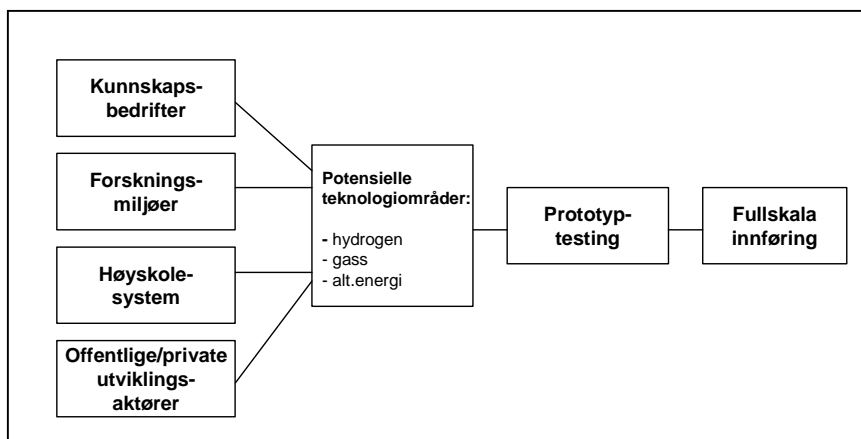 Kunnskaps-
bedrifter
Forsknings-
miljøer
Høyskole-
system
Offentlige/private
utviklings-
aktører
Potensielle
teknologiområder:
- hydrogen
- gass
- alt.energi
Prototyp-
testing
Fullskala
innføring